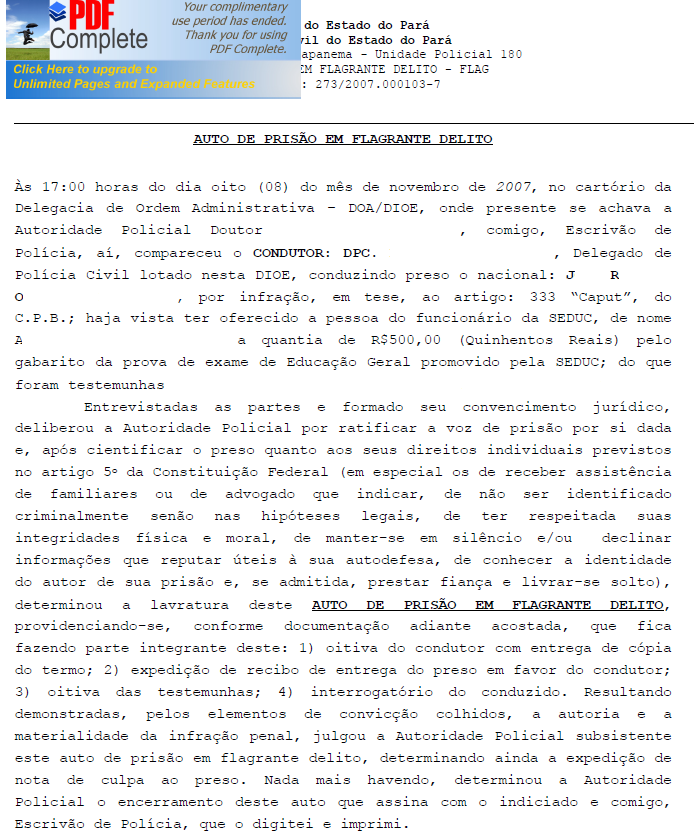 PDF
Complete
Your complimentary
use period has ended.
Thank you for using
PDF Complete.
Click Here to upgrade to
Unlimited Pages and Expanded Features
do Estado do Pará
vil do Estado do Pará
apanema - Unidade Policial 180
EM FLAGRANTE DELITO - FLAG
: 273/2007.000103-7
AUTO DE PRISÃO EM FLAGRANTE DELITO
Às 17:00 horas do dia oito (08) do mês de novembro de 2007, no cartório da
Delegacia de Ordem Administrativa – DOA/DIOE, onde presente se achava a
Autoridade Policial Doutor , comigo, Escrivão de
Polícia, aí, compareceu o CONDUTOR: DPC. , Delegado de
Polícia Civil lotado nesta DIOE, conduzindo preso o nacional: J R
O , por infração, em tese, ao artigo: 333 “Caput”, do
C.P.B.; haja vista ter oferecido a pessoa do funcionário da SEDUC, de nome
A a quantia de R$500,00 (Quinhentos Reais) pelo
gabarito da prova de exame de Educação Geral promovido pela SEDUC; do que
foram testemunhas
Entrevistadas as partes e formado seu convencimento jurídico,
deliberou a Autoridade Policial por ratificar a voz de prisão por si dada
e, após cientificar o preso quanto aos seus direitos individuais previstos
no artigo 5º da Constituição Federal (em especial os de receber assistência
de familiares ou de advogado que indicar, de não ser identificado
criminalmente senão nas hipóteses legais, de ter respeitada suas
integridades física e moral, de manter-se em silêncio e/ou declinar
informações que reputar úteis à sua autodefesa, de conhecer a identidade
do autor de sua prisão e, se admitida, prestar fiança e livrar-se solto),
determinou a lavratura deste AUTO DE PRISÃO EM FLAGRANTE DELITO,
providenciando-se, conforme documentação adiante acostada, que fica
fazendo parte integrante deste: 1) oitiva do condutor com entrega de cópia
do termo; 2) expedição de recibo de entrega do preso em favor do condutor;
3) oitiva das testemunhas; 4) interrogatório do conduzido. Resultando
demonstradas, pelos elementos de convicção colhidos, a autoria e a
materialidade da infração penal, julgou a Autoridade Policial subsistente
este auto de prisão em flagrante delito, determinando ainda a expedição de
nota de culpa ao preso. Nada mais havendo, determinou a Autoridade
Policial o encerramento deste auto que assina com o indiciado e comigo,
Escrivão de Polícia, que o digitei e imprimi.